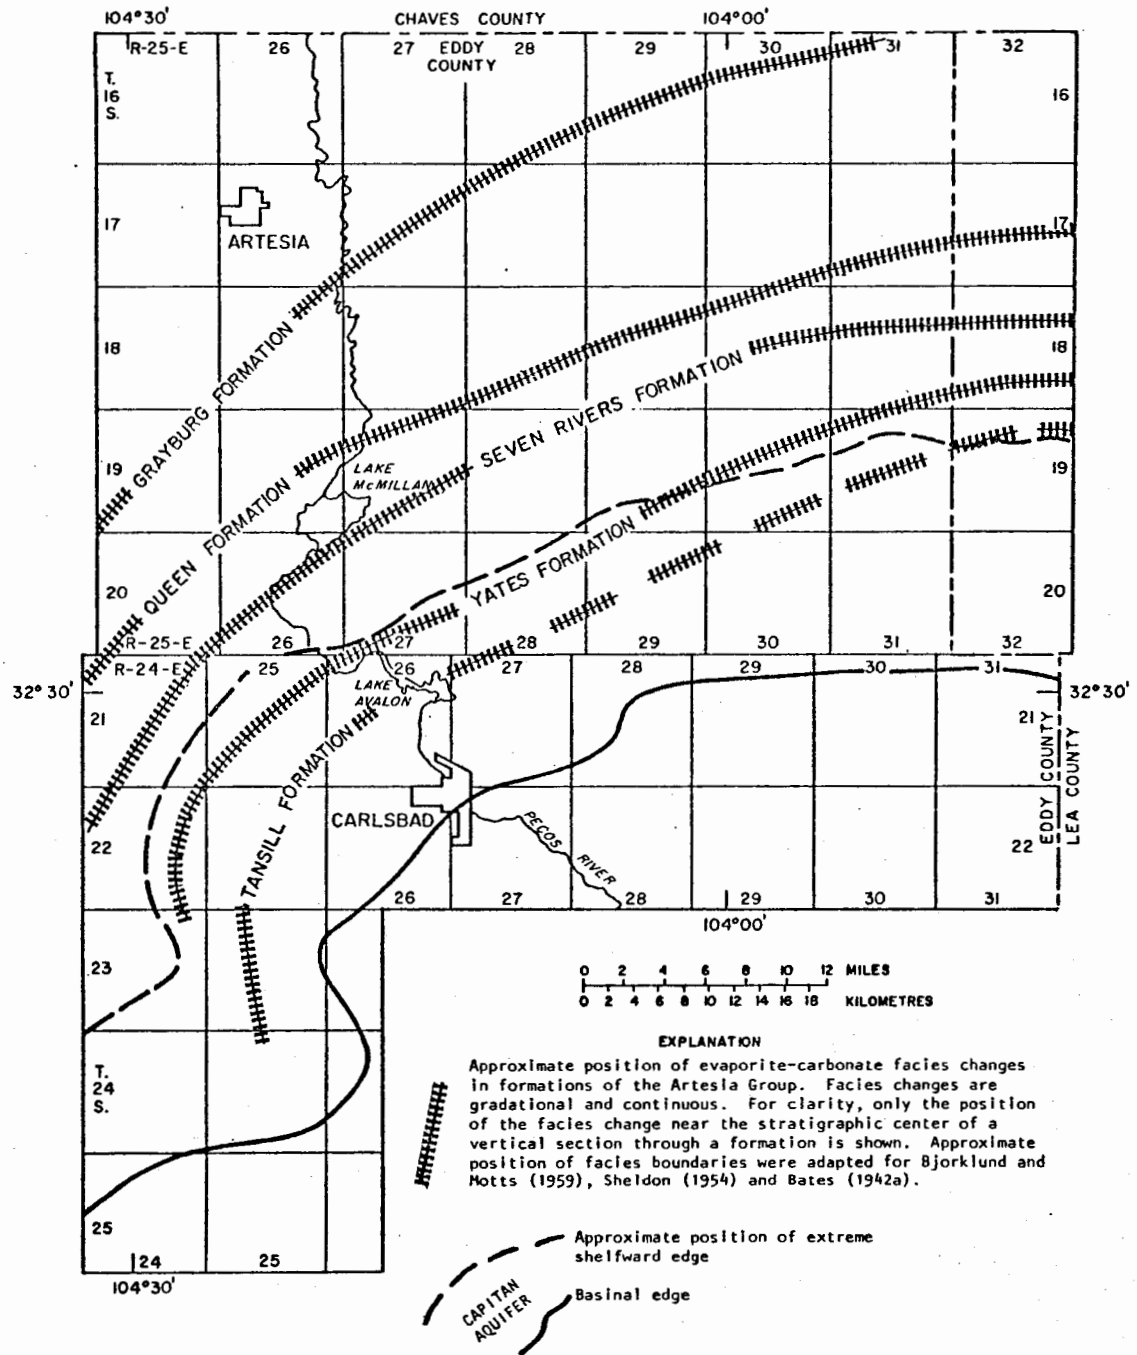 104°30' CHAVES COUNTY 104°00'
R-25-E 26 27 EDDY COUNTY 28 29 30 31 32
T. 16 S. 16
17 ARTESIA 17
18 18
GRAYBURG FORMATION
QUEEN FORMATION
SEVEN RIVERS FORMATION
YATES FORMATION
TANSILL FORMATION
19 LAKE McMILLAN 19
20 20
R-25-E 26 27 28 29 30 31 32
R-24-E 25 26 27 28 29 30 31
32°30' 32°30'
21 LAKE AVALON 21
EDDY COUNTY
LEA COUNTY
CARLSBAD
PECOS RIVER
22 22
26 27 28 29 30 31
104°00'
23
0 2 4 6 8 10 12 MILES
0 2 4 6 8 10 12 14 16 18 KILOMETRES
T. 24 S.
25
24 25
104°30'
EXPLANATION
Approximate position of evaporite-carbonate facies changes
in formations of the Artesia Group. Facies changes are
gradational and continuous. For clarity, only the position
of the facies change near the stratigraphic center of a
vertical section through a formation is shown. Approximate
position of facies boundaries were adapted for Bjorklund and
Motts (1959), Sheldon (1954) and Bates (1942a).
Approximate position of extreme
shelfward edge
CAPITAN
AQUIFER
Basinal edge